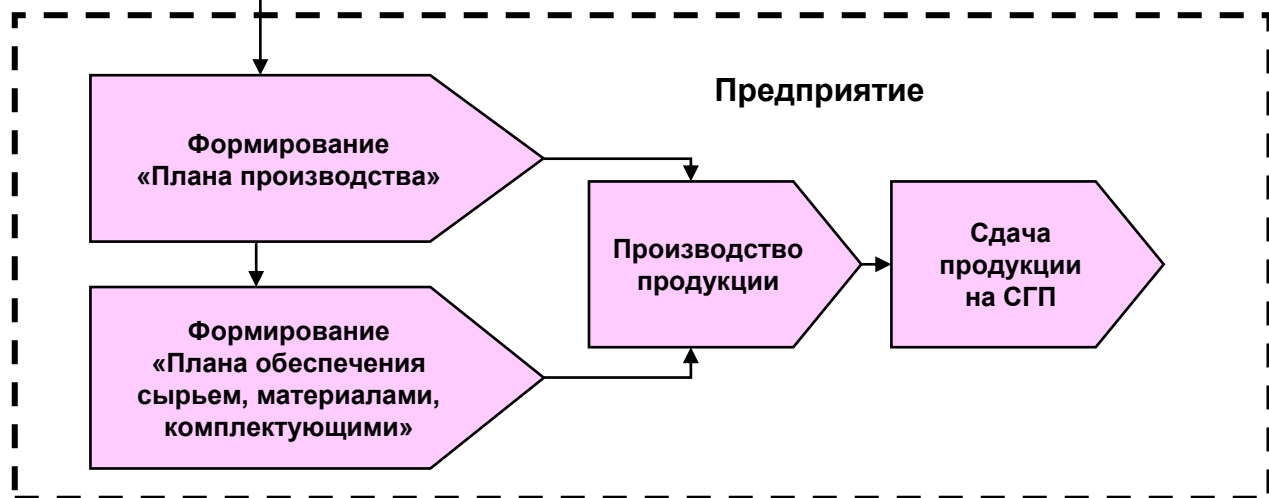 Предприятие
Формирование
«Плана производства»
Производство
продукции
Сдача
продукции
на СГП
Формирование
«Плана обеспечения
сырьем, материалами,
комплектующими»